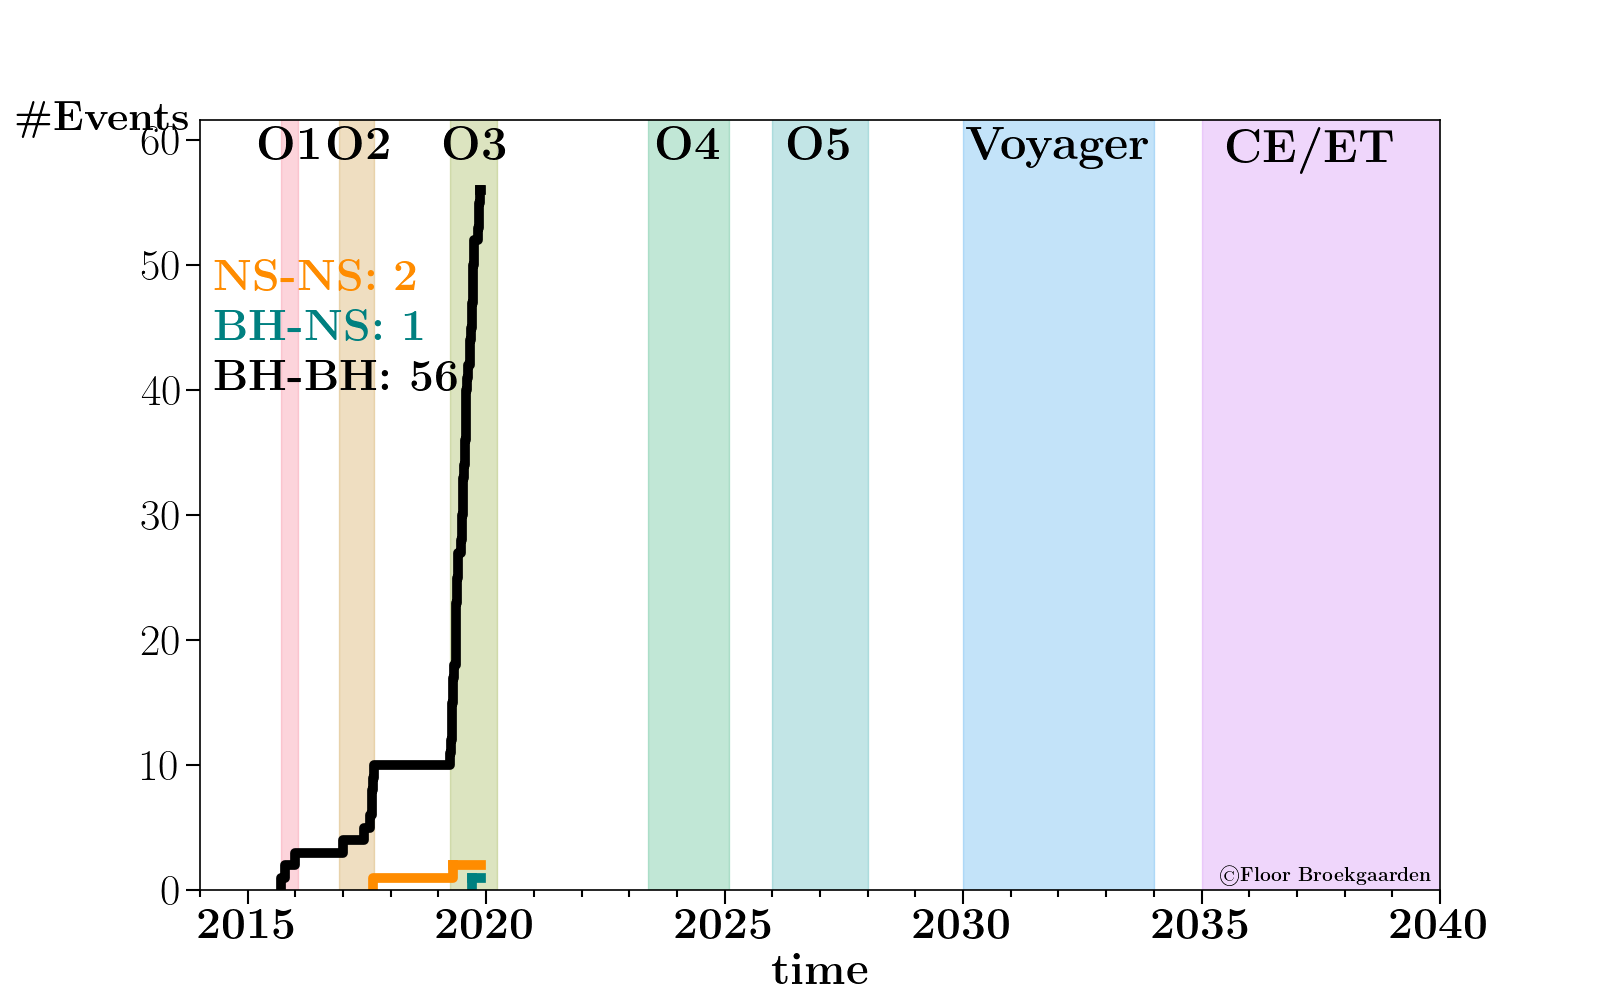 #Events
O1 O2 O3 O4 O5 Voyager CE/ET
60
50
NS-NS: 2
BH-NS: 1
BH-BH: 56
40
30
20
10
©Floor Broekgaarden
0
2015 2020 2025 2030 2035 2040
time